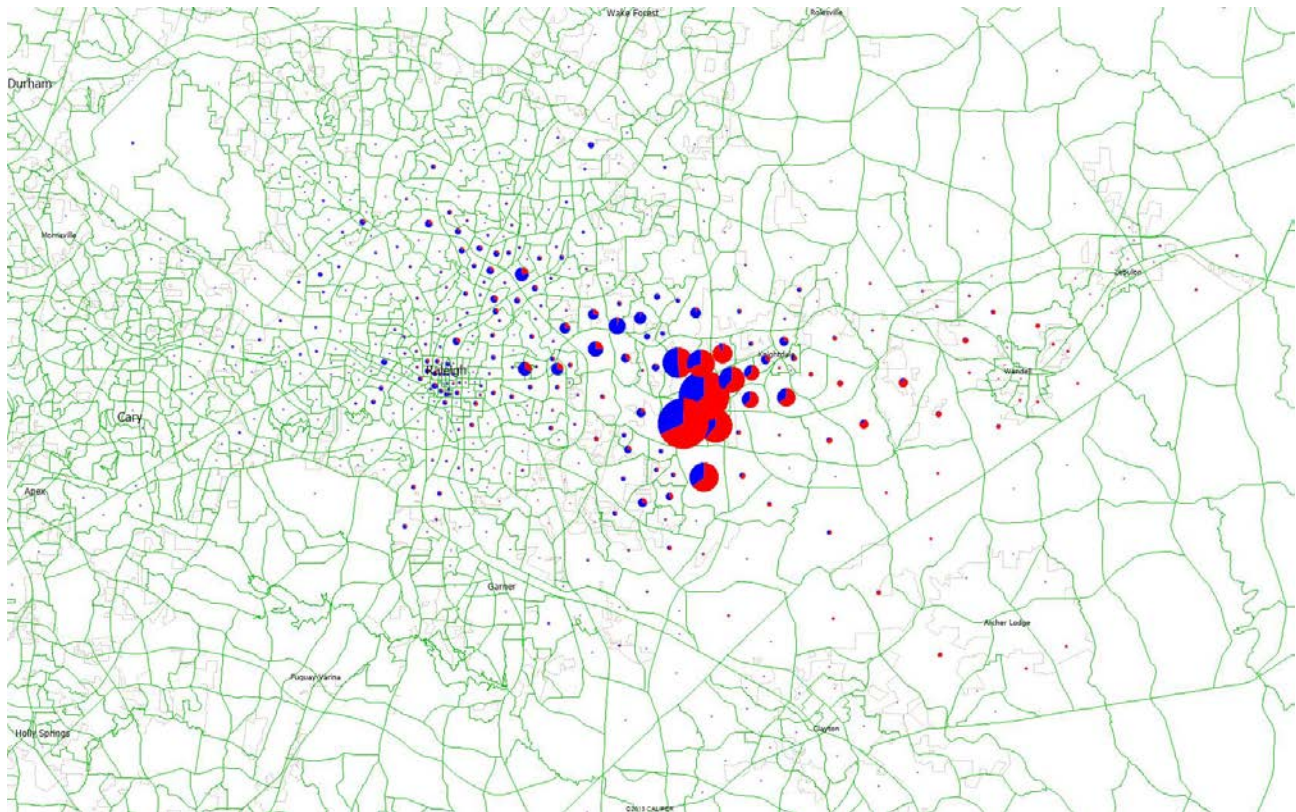 Wake Forest
Rolesville
Durham
Morrisville
Zebulon
Knightdale
Raleigh
Wendell
Cary
Apex
Garner
Archer Lodge
Fuquay-Varina
Clayton
Holly Springs
©2013 CALIPER